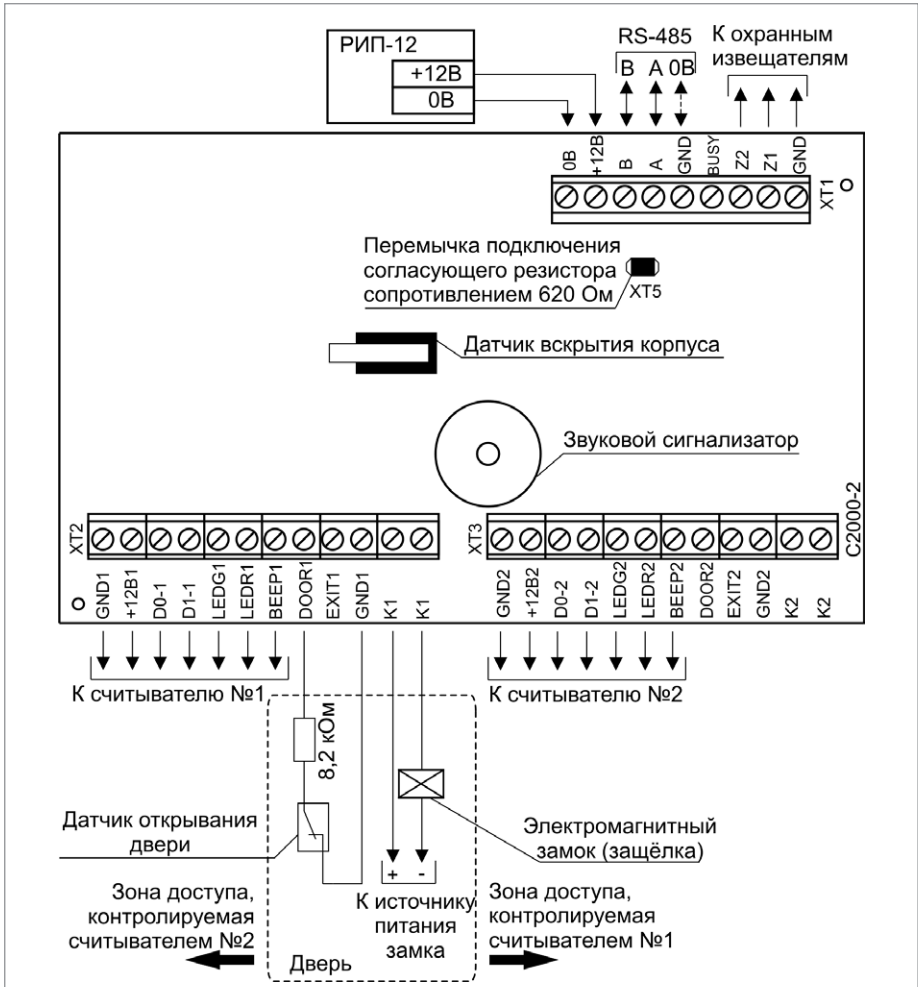 РИП-12
+12В
0В
RS-485
B A 0В
К охранным
извещателям
0В
+12В
B
A
GND
BUSY
Z2
Z1
GND
XT1
Перемычка подключения
согласующего резистора
сопротивлением 620 Ом
XT5
Датчик вскрытия корпуса
Звуковой сигнализатор
С2000-2
XT2
GND1
+12В1
D0-1
D1-1
LEDG1
LEDR1
BEEP1
DOOR1
EXIT1
GND1
К1
К1
XT3
GND2
+12В2
D0-2
D1-2
LEDG2
LEDR2
BEEP2
DOOR2
EXIT2
GND2
К2
К2
К считывателю №1
К считывателю №2
8,2 кОм
Датчик открывания
двери
Электромагнитный
замок (защёлка)
+ -
К источнику
питания
замка
Зона доступа,
контролируемая
считывателем №2
Зона доступа,
контролируемая
считывателем №1
Дверь